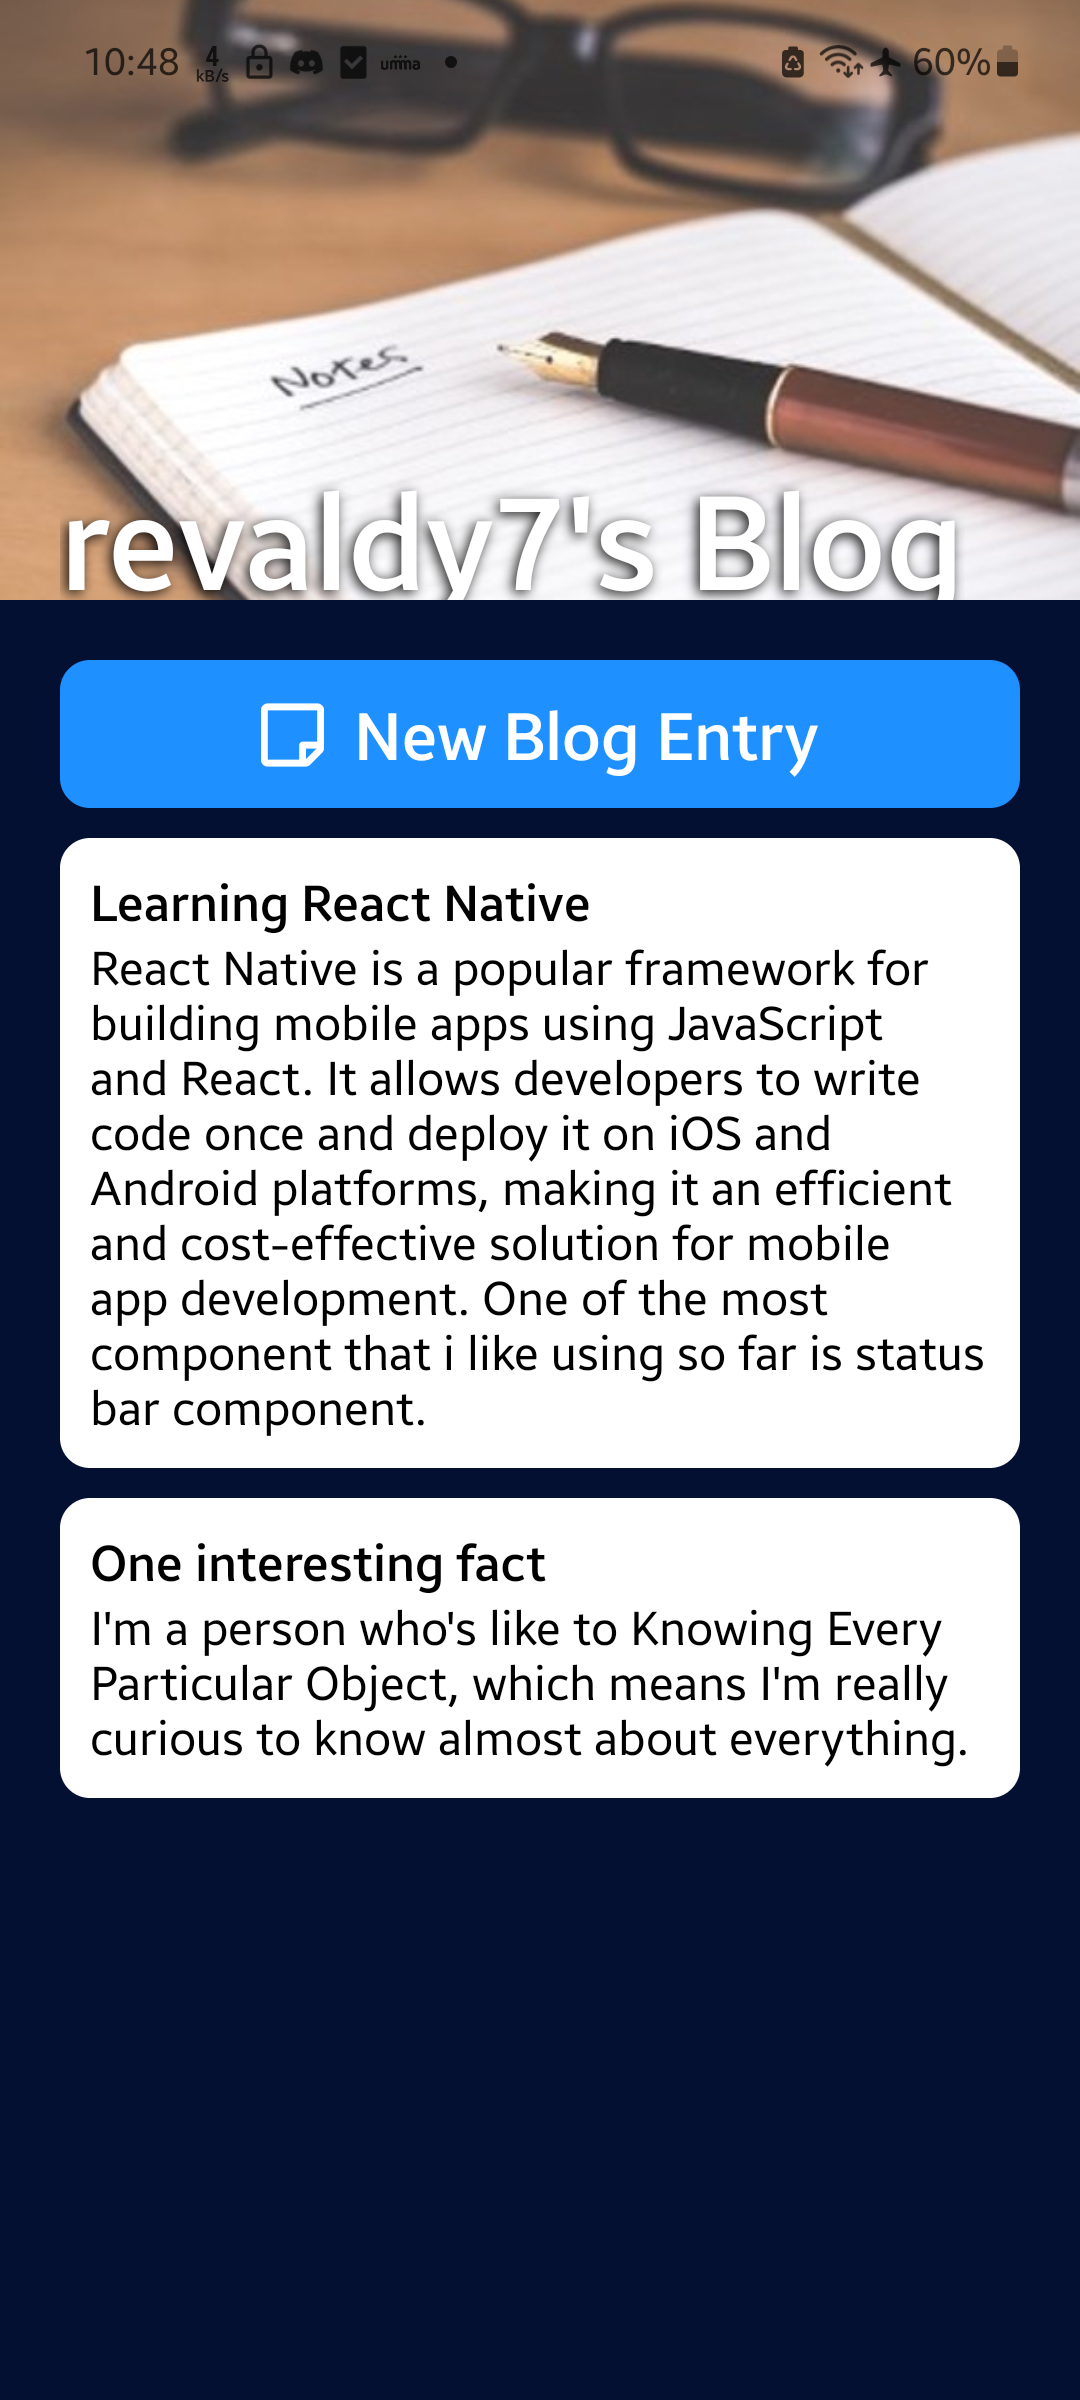 10:48 4 kB/s umma 60%
Notes
revaldy7's Blog
New Blog Entry
Learning React Native
React Native is a popular framework for
building mobile apps using JavaScript
and React. It allows developers to write
code once and deploy it on iOS and
Android platforms, making it an efficient
and cost-effective solution for mobile
app development. One of the most
component that i like using so far is status
bar component.
One interesting fact
I'm a person who's like to Knowing Every
Particular Object, which means I'm really
curious to know almost about everything.